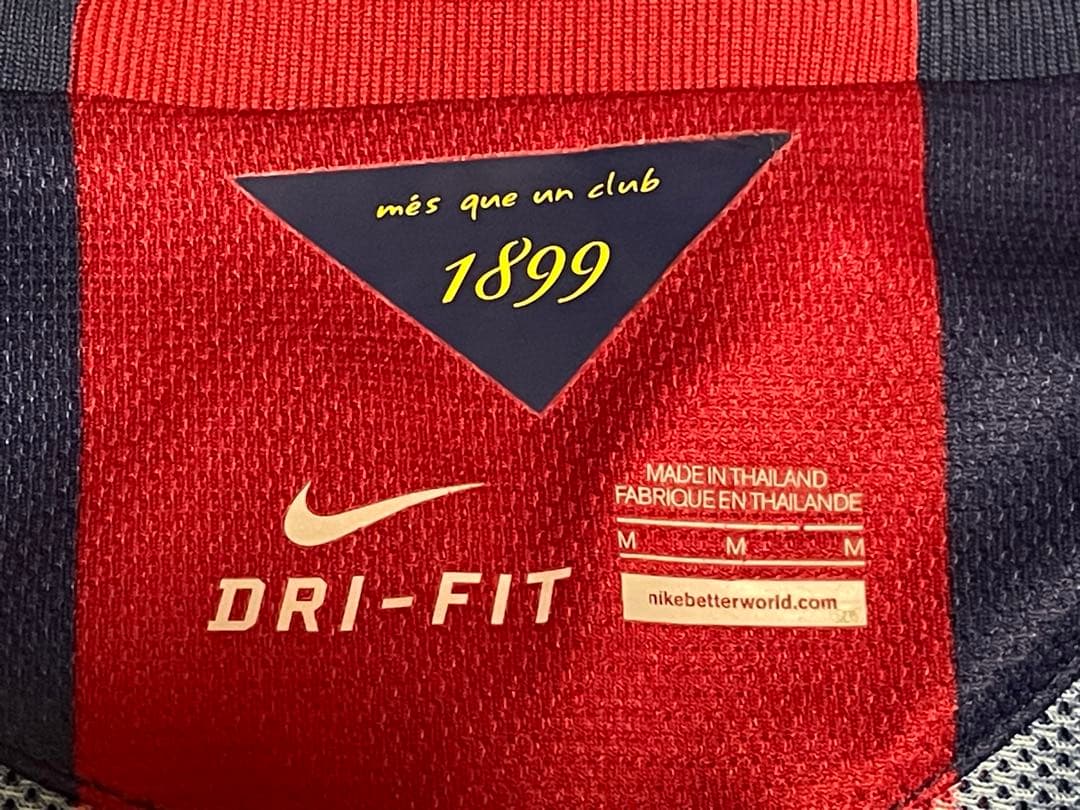 més que un club
1899
MADE IN THAILAND
FABRIQUE EN THAILANDE
M M M
DRI-FIT
nikebetterworld.com